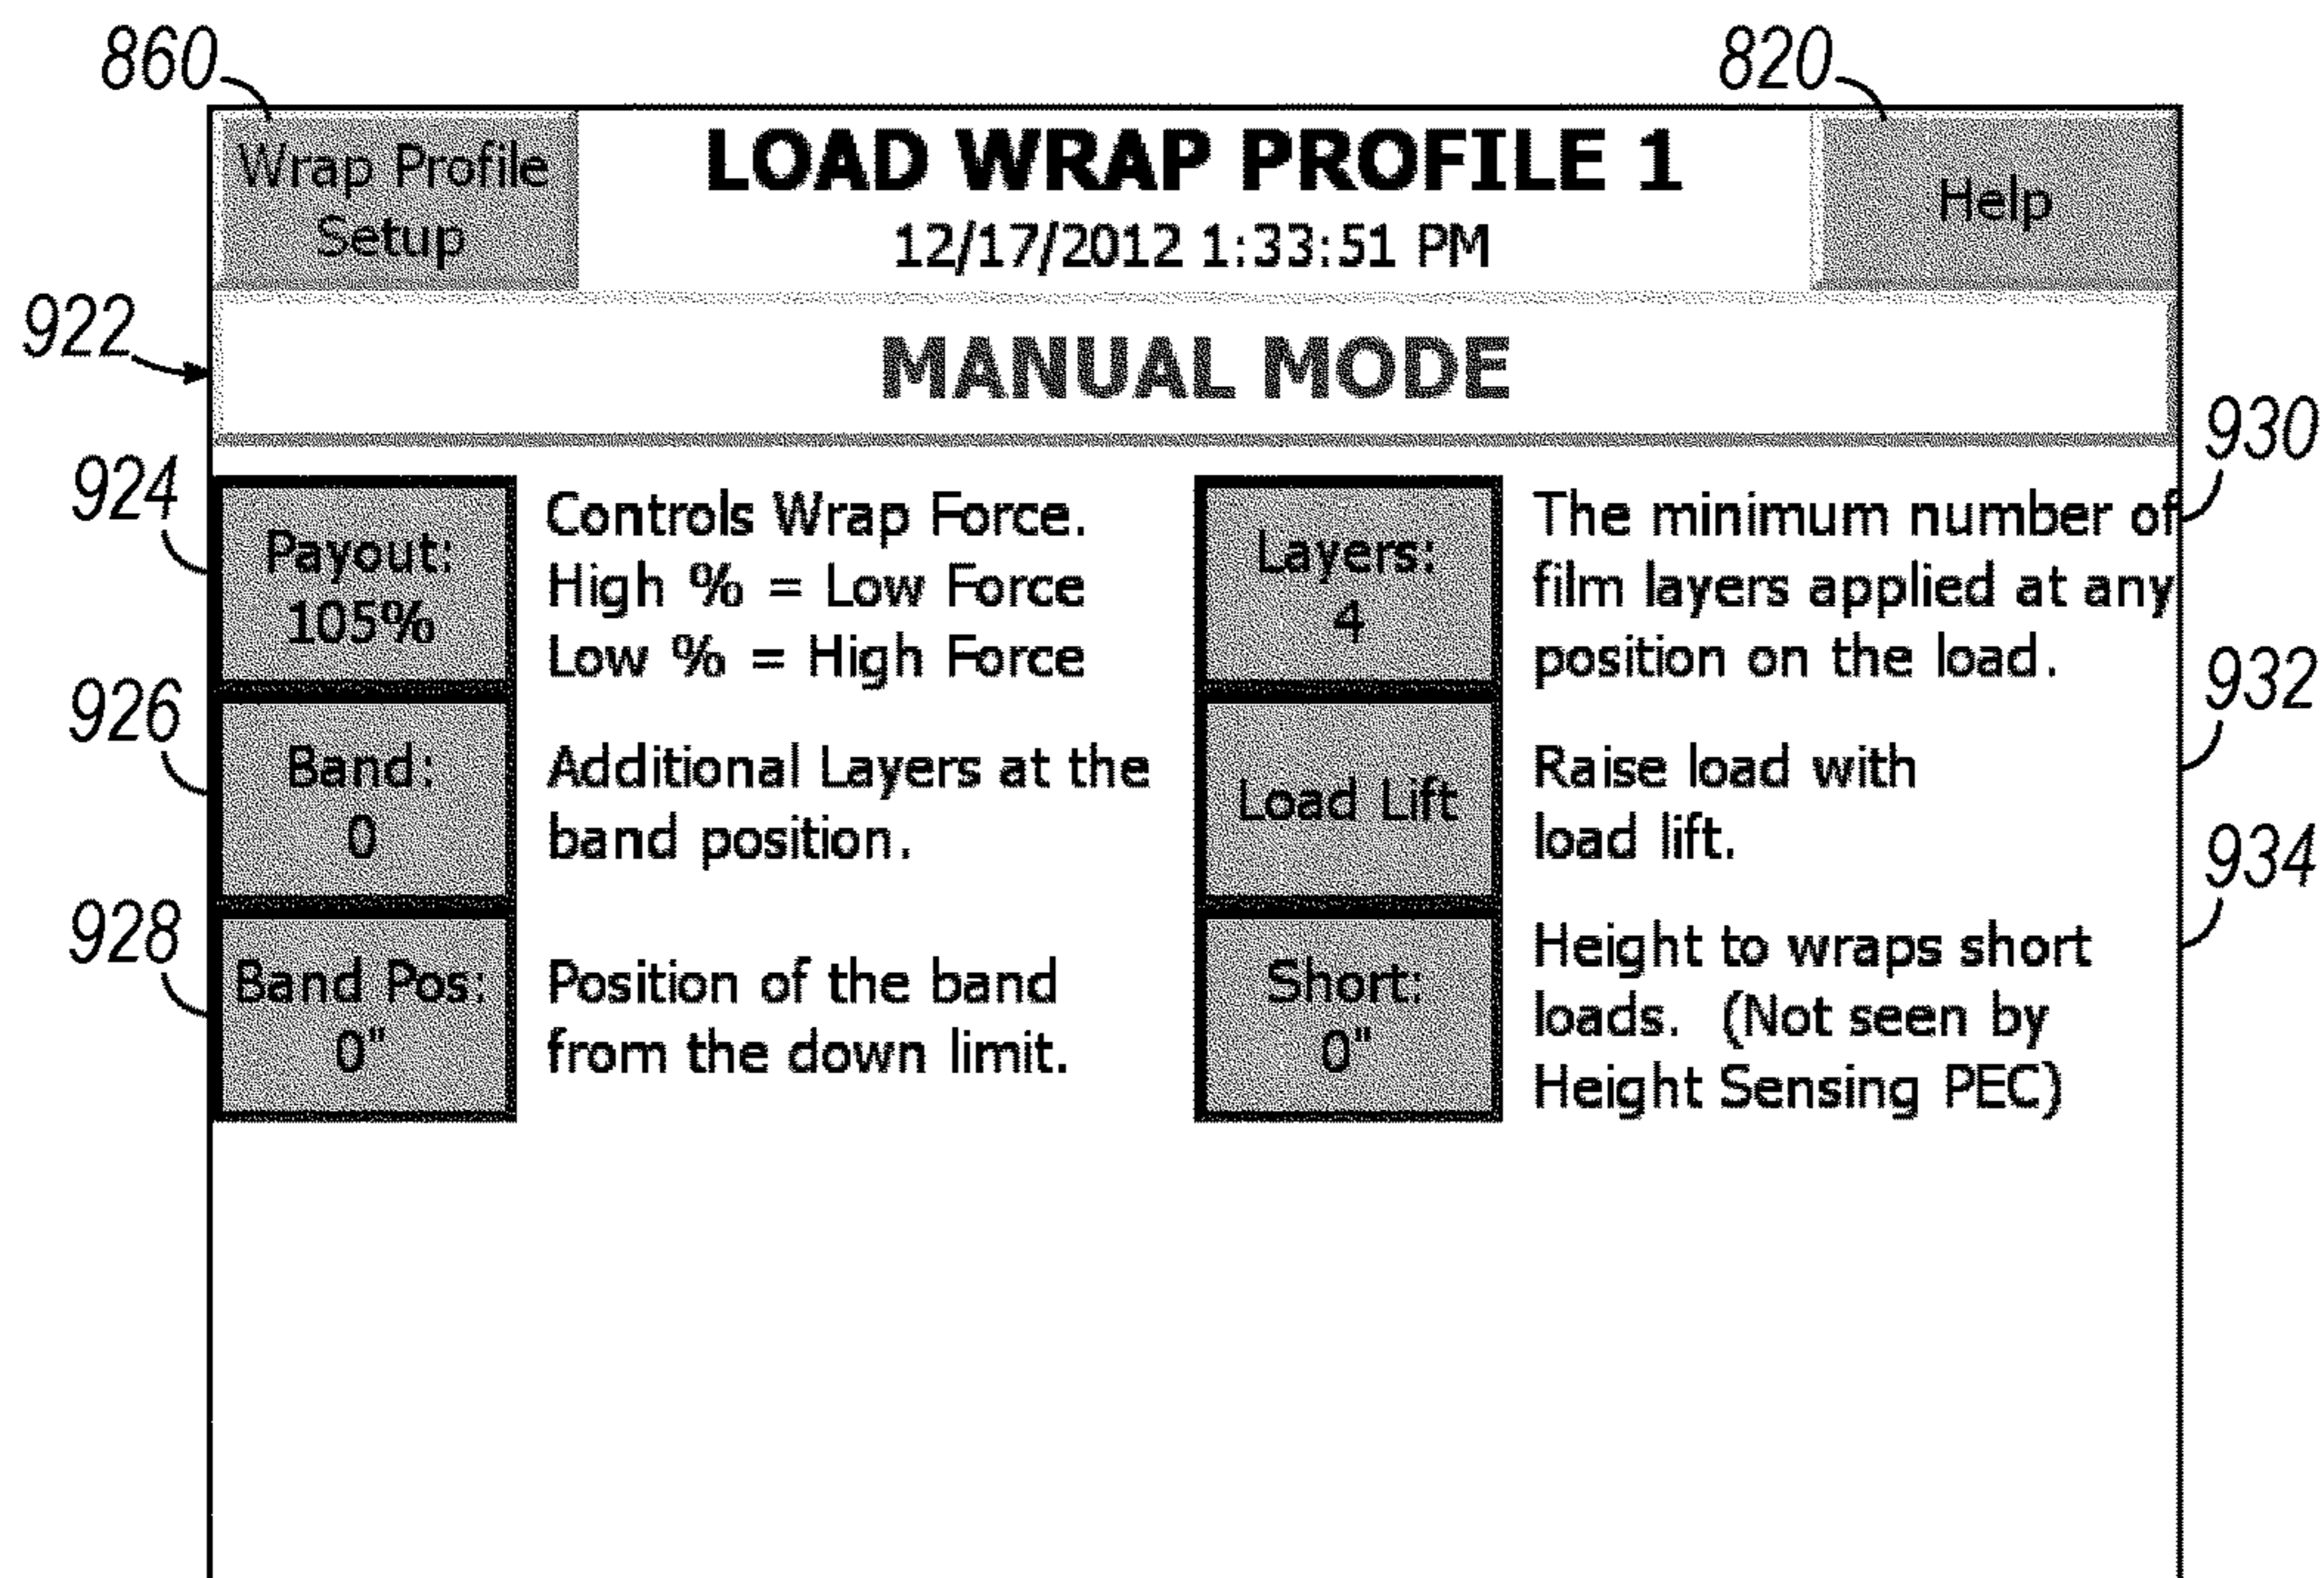 860
820
Wrap Profile
Setup
LOAD WRAP PROFILE 1
12/17/2012 1:33:51 PM
Help
922
MANUAL MODE
924
Payout:
105%
Controls Wrap Force.
High % = Low Force
Low % = High Force
Layers:
4
The minimum number of
film layers applied at any
position on the load.
930
926
Band:
0
Additional Layers at the
band position.
Load Lift
Raise load with
load lift.
932
928
Band Pos:
0"
Position of the band
from the down limit.
Short:
0"
Height to wraps short
loads. (Not seen by
Height Sensing PEC)
934